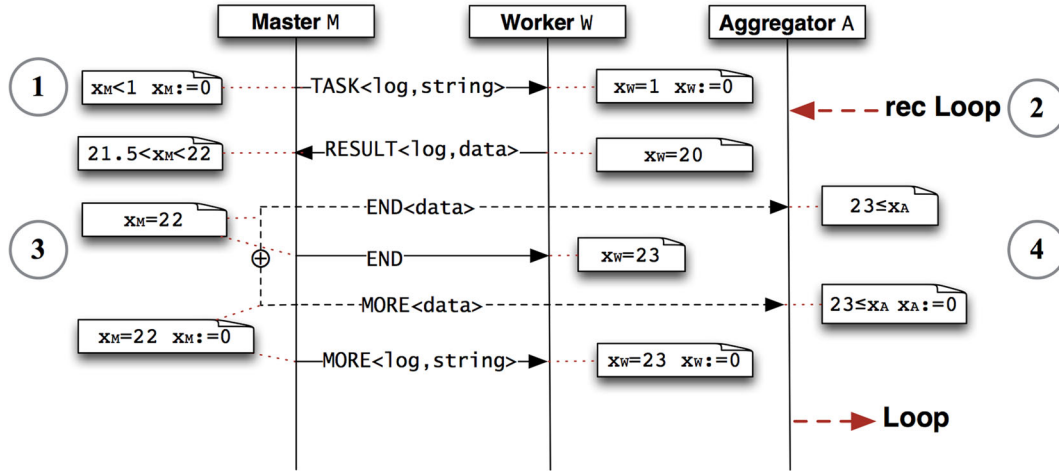 Master M
Worker W
Aggregator A
1
xM<1 xM:=0
TASK<log,string>
xW=1 xW:=0
rec Loop
2
21.5<xM<22
RESULT<log,data>
xW=20
xM=22
END<data>
23≤xA
3
⊕
END
xW=23
4
MORE<data>
23≤xA xA:=0
xM=22 xM:=0
MORE<log,string>
xW=23 xW:=0
Loop